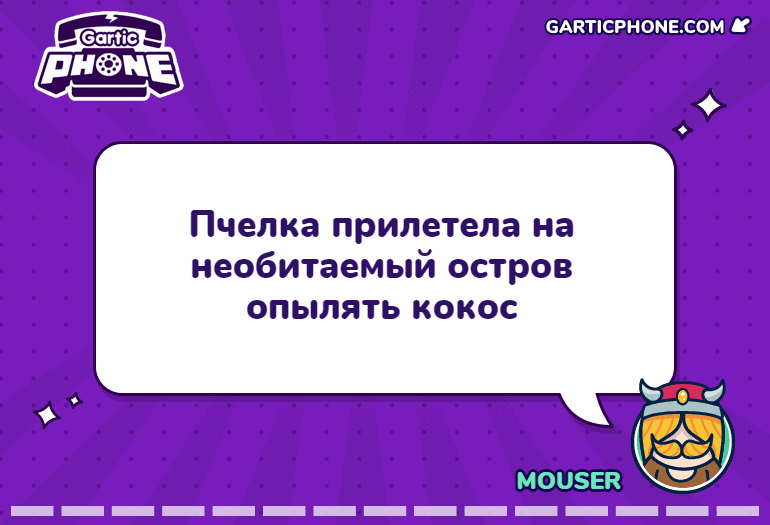 Gartic
PHONE
GARTICPHONE.COM
Пчелка прилетела на
необитаемый остров
опылять кокос
MOUSER